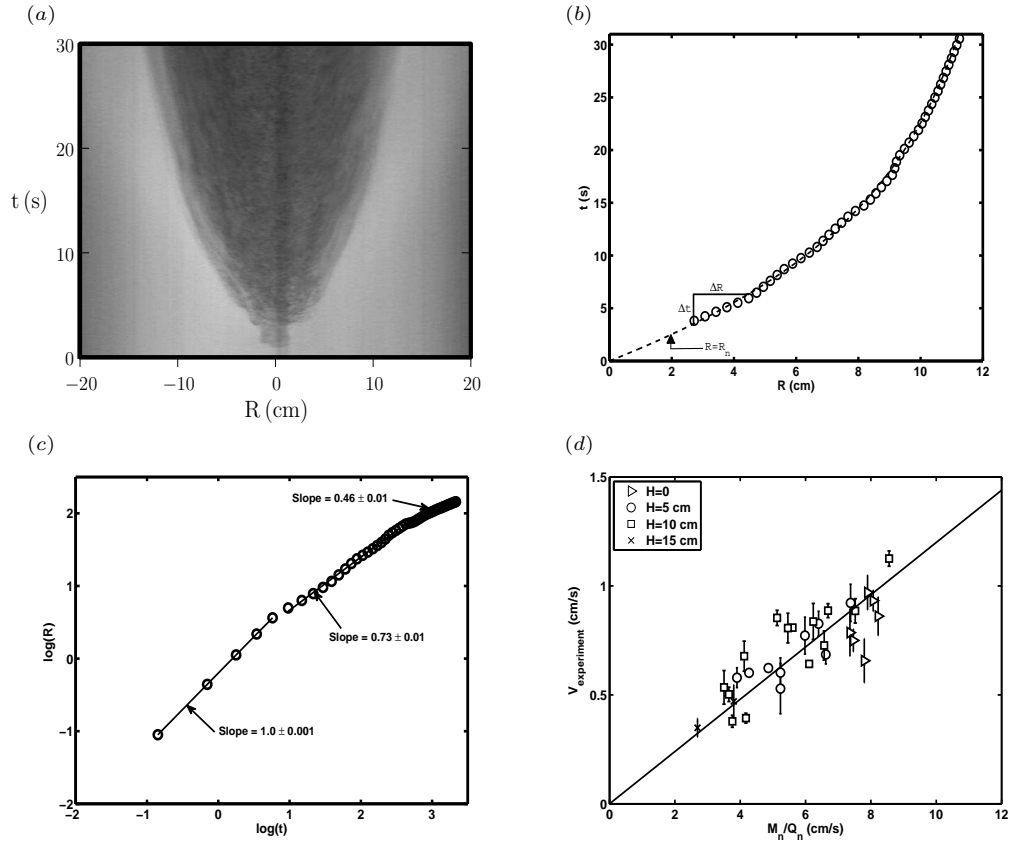 (a)
30
20
t (s)
10
0
−20
−10
0
10
20
R (cm)
(b)
30
25
20
15
10
5
0
t (s)
ΔR
Δt
R=Rn
0
2
4
6
8
10
12
R (cm)
(c)
2
1
0
−1
−2
log(R)
Slope = 0.46 ± 0.01
Slope = 0.73 ± 0.01
Slope = 1.0 ± 0.001
−2
−1
0
1
2
3
log(t)
(d)
1.5
1
0.5
0
Vexperiment (cm/s)
H=0
H=5 cm
H=10 cm
H=15 cm
0
2
4
6
8
10
12
Mn/Qn (cm/s)